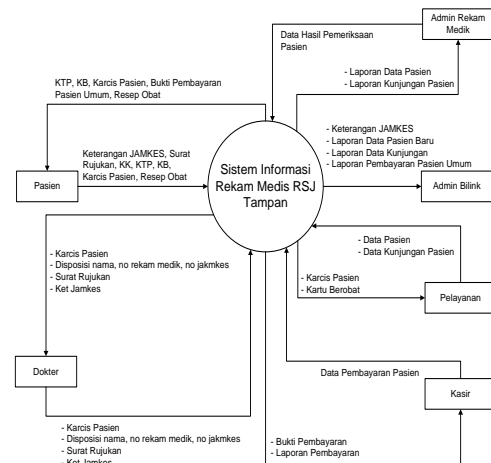 Admin Rekam
Medik
Data Hasil Pemeriksaan
Pasien
- Laporan Data Pasien
- Laporan Kunjungan Pasien
KTP, KB, Karcis Pasien, Bukti Pembayaran
Pasien Umum, Resep Obat
Keterangan JAMKES, Surat
Rujukan, KK, KTP, KB,
Karcis Pasien, Resep Obat
Pasien
Sistem Informasi
Rekam Medis RSJ
Tampan
- Keterangan JAMKES
- Laporan Data Pasien Baru
- Laporan Data Kunjungan
- Laporan Pembayaran Pasien Umum
Admin Bilink
- Data Pasien
- Data Kunjungan Pasien
- Karcis Pasien
- Kartu Berobat
Pelayanan
- Karcis Pasien
- Disposisi nama, no rekam medik, no jakmkes
- Surat Rujukan
- Ket Jamkes
Dokter
Data Pembayaran Pasien
Kasir
- Karcis Pasien
- Disposisi nama, no rekam medik, no jakmkes
- Surat Rujukan
- Ket Jamkes
- Bukti Pembayaran
- Laporan Pembayaran